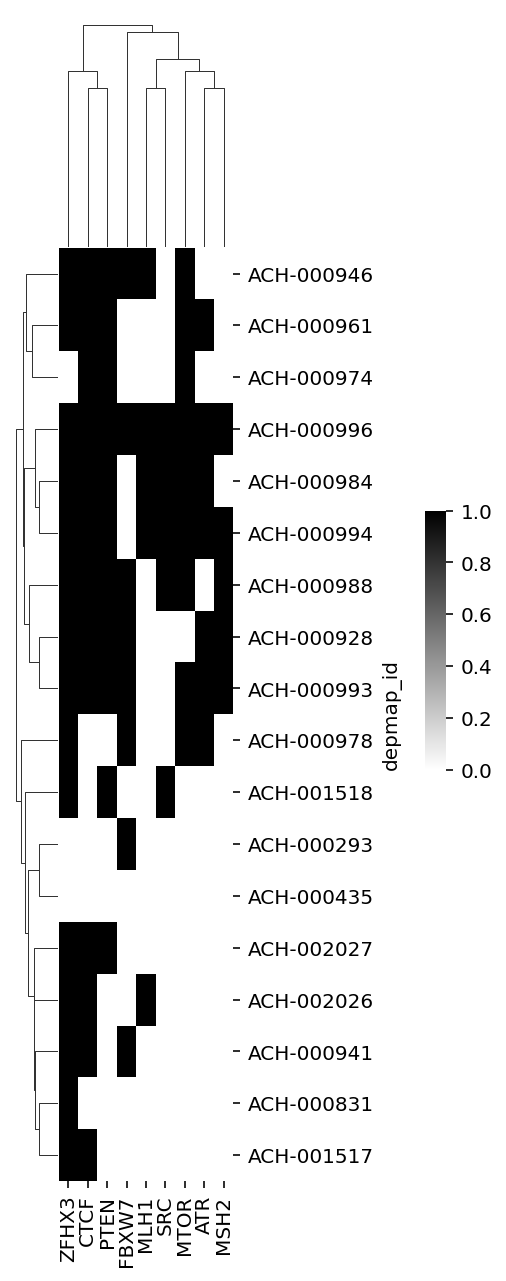 ACH-000946
ACH-000961
ACH-000974
ACH-000996
ACH-000984
ACH-000994
ACH-000988
ACH-000928
ACH-000993
ACH-000978
ACH-001518
ACH-000293
ACH-000435
ACH-002027
ACH-002026
ACH-000941
ACH-000831
ACH-001517
depmap_id
1.0
0.8
0.6
0.4
0.2
0.0
ZFHX3
CTCF
PTEN
FBXW7
MLH1
SRC
MTOR
ATR
MSH2